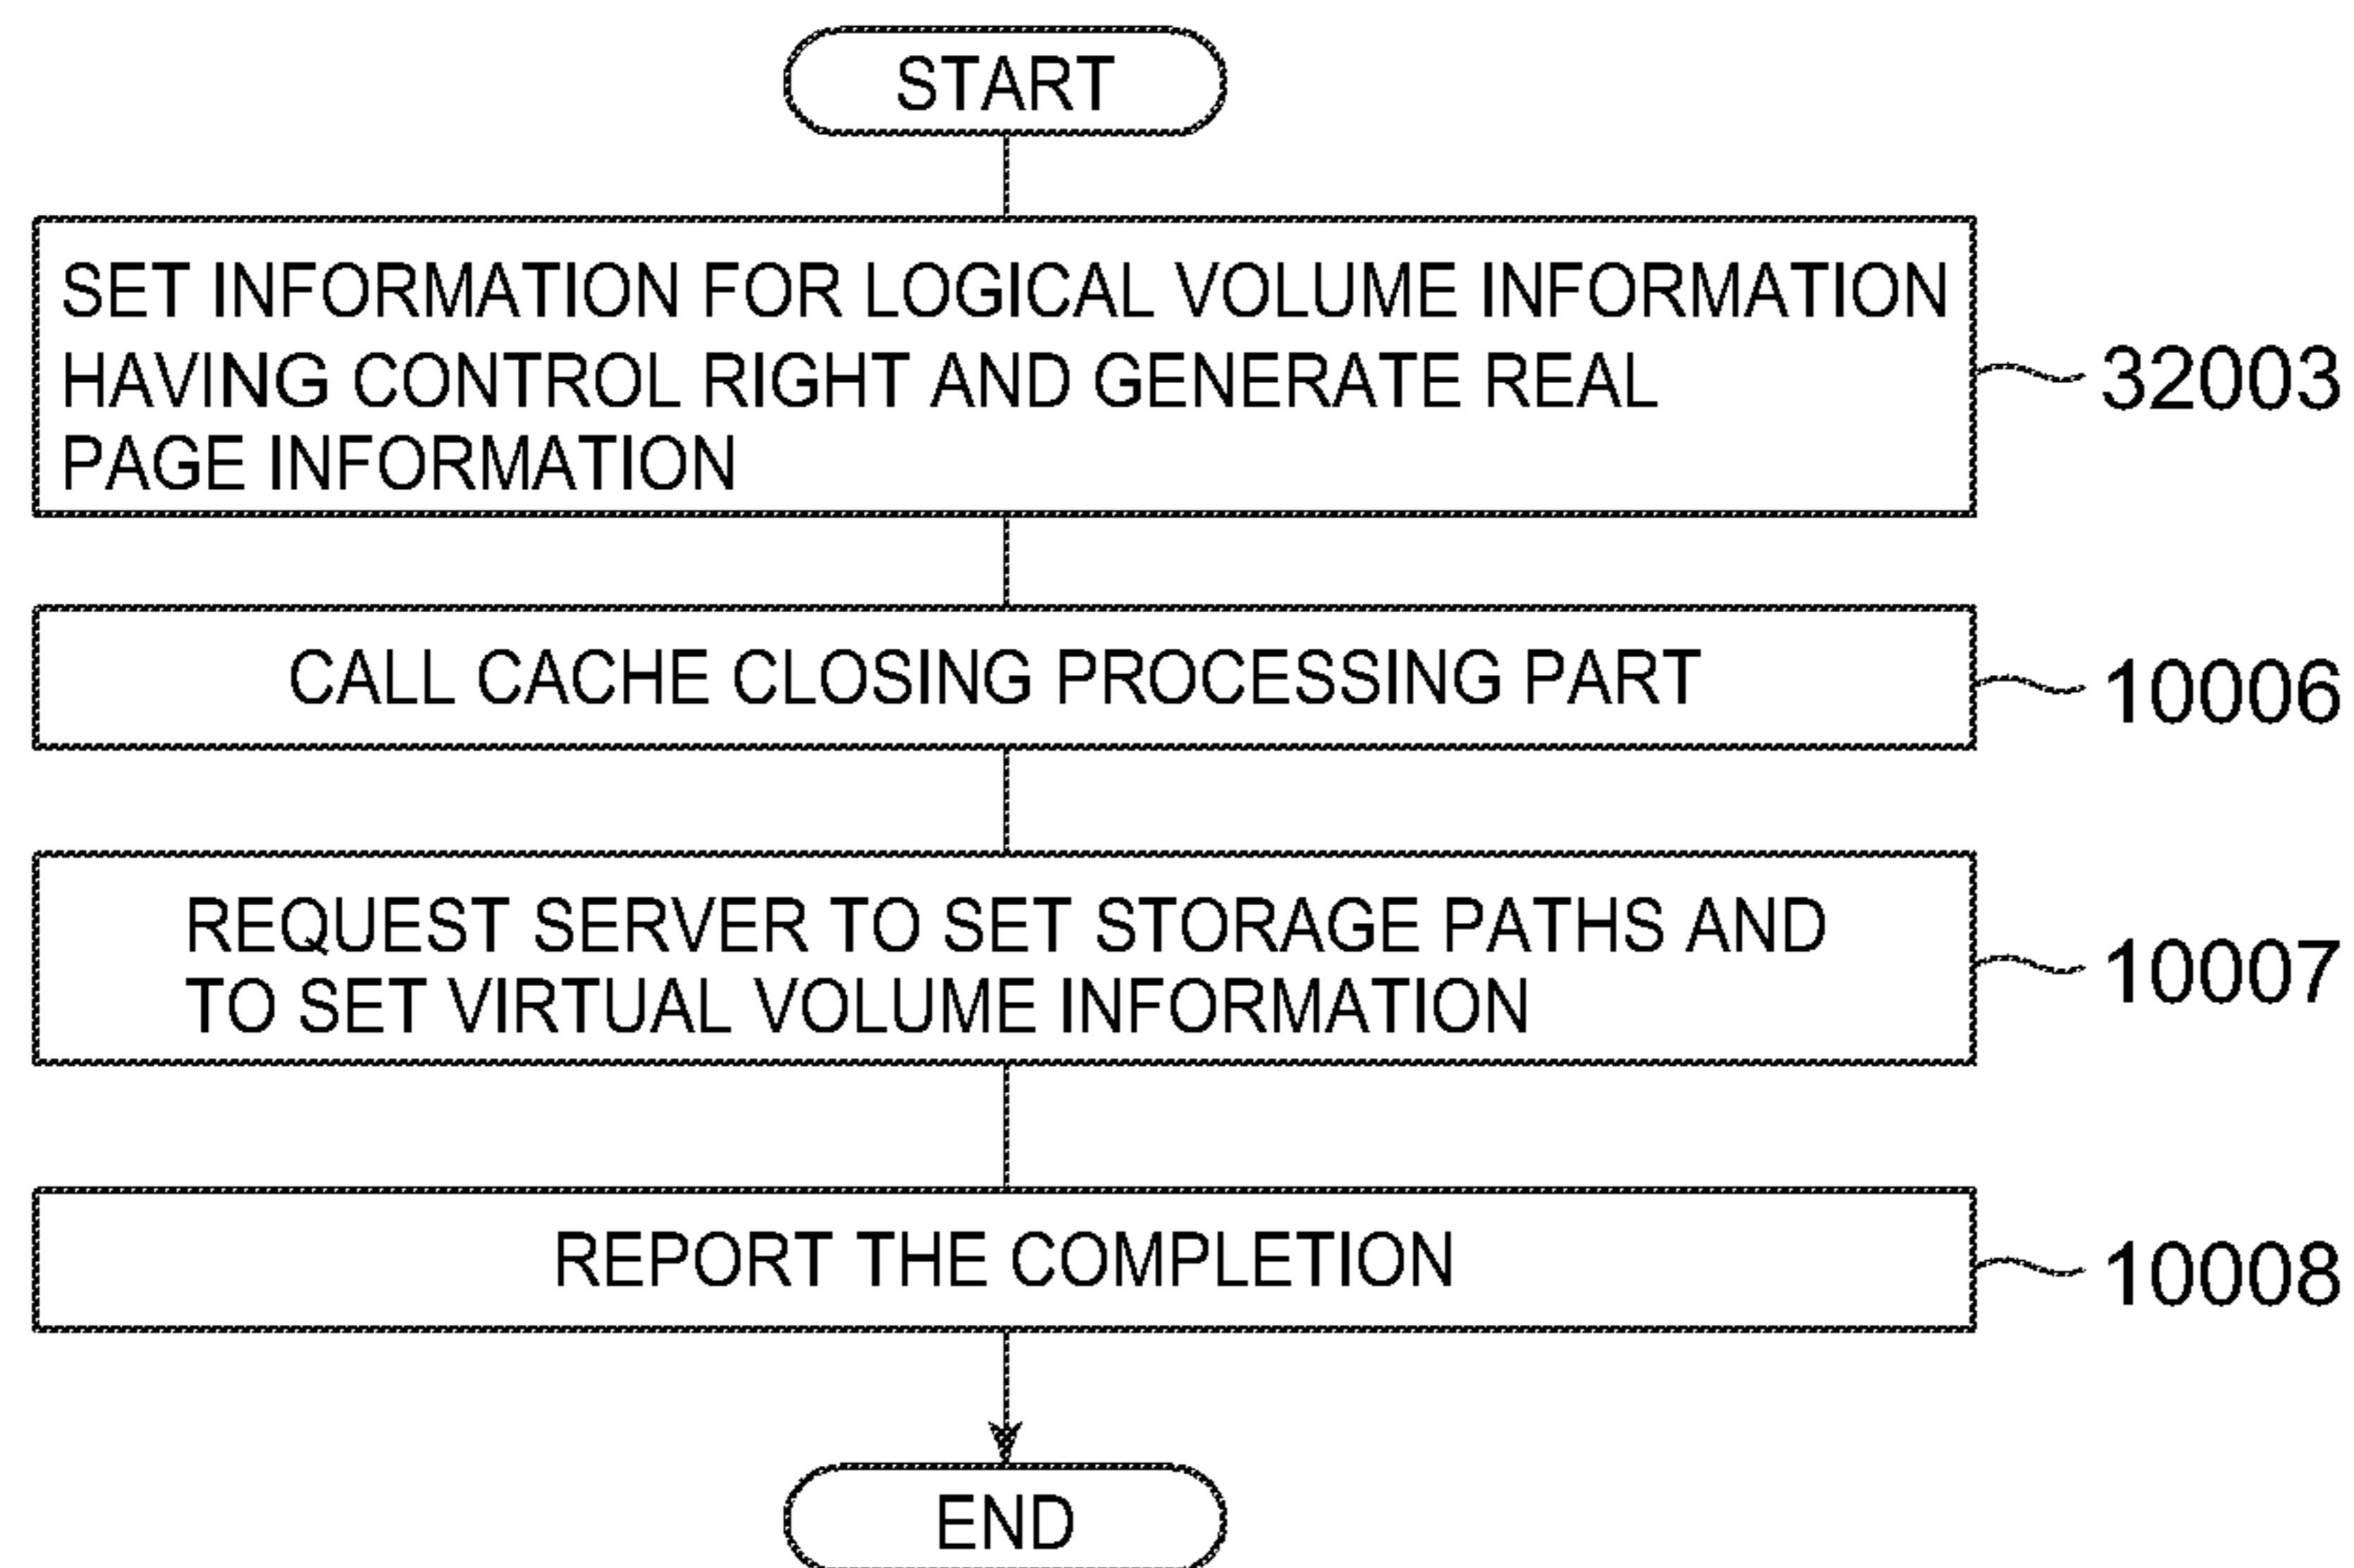 START
SET INFORMATION FOR LOGICAL VOLUME INFORMATION
HAVING CONTROL RIGHT AND GENERATE REAL
PAGE INFORMATION
32003
CALL CACHE CLOSING PROCESSING PART
10006
REQUEST SERVER TO SET STORAGE PATHS AND
TO SET VIRTUAL VOLUME INFORMATION
10007
REPORT THE COMPLETION
10008
END